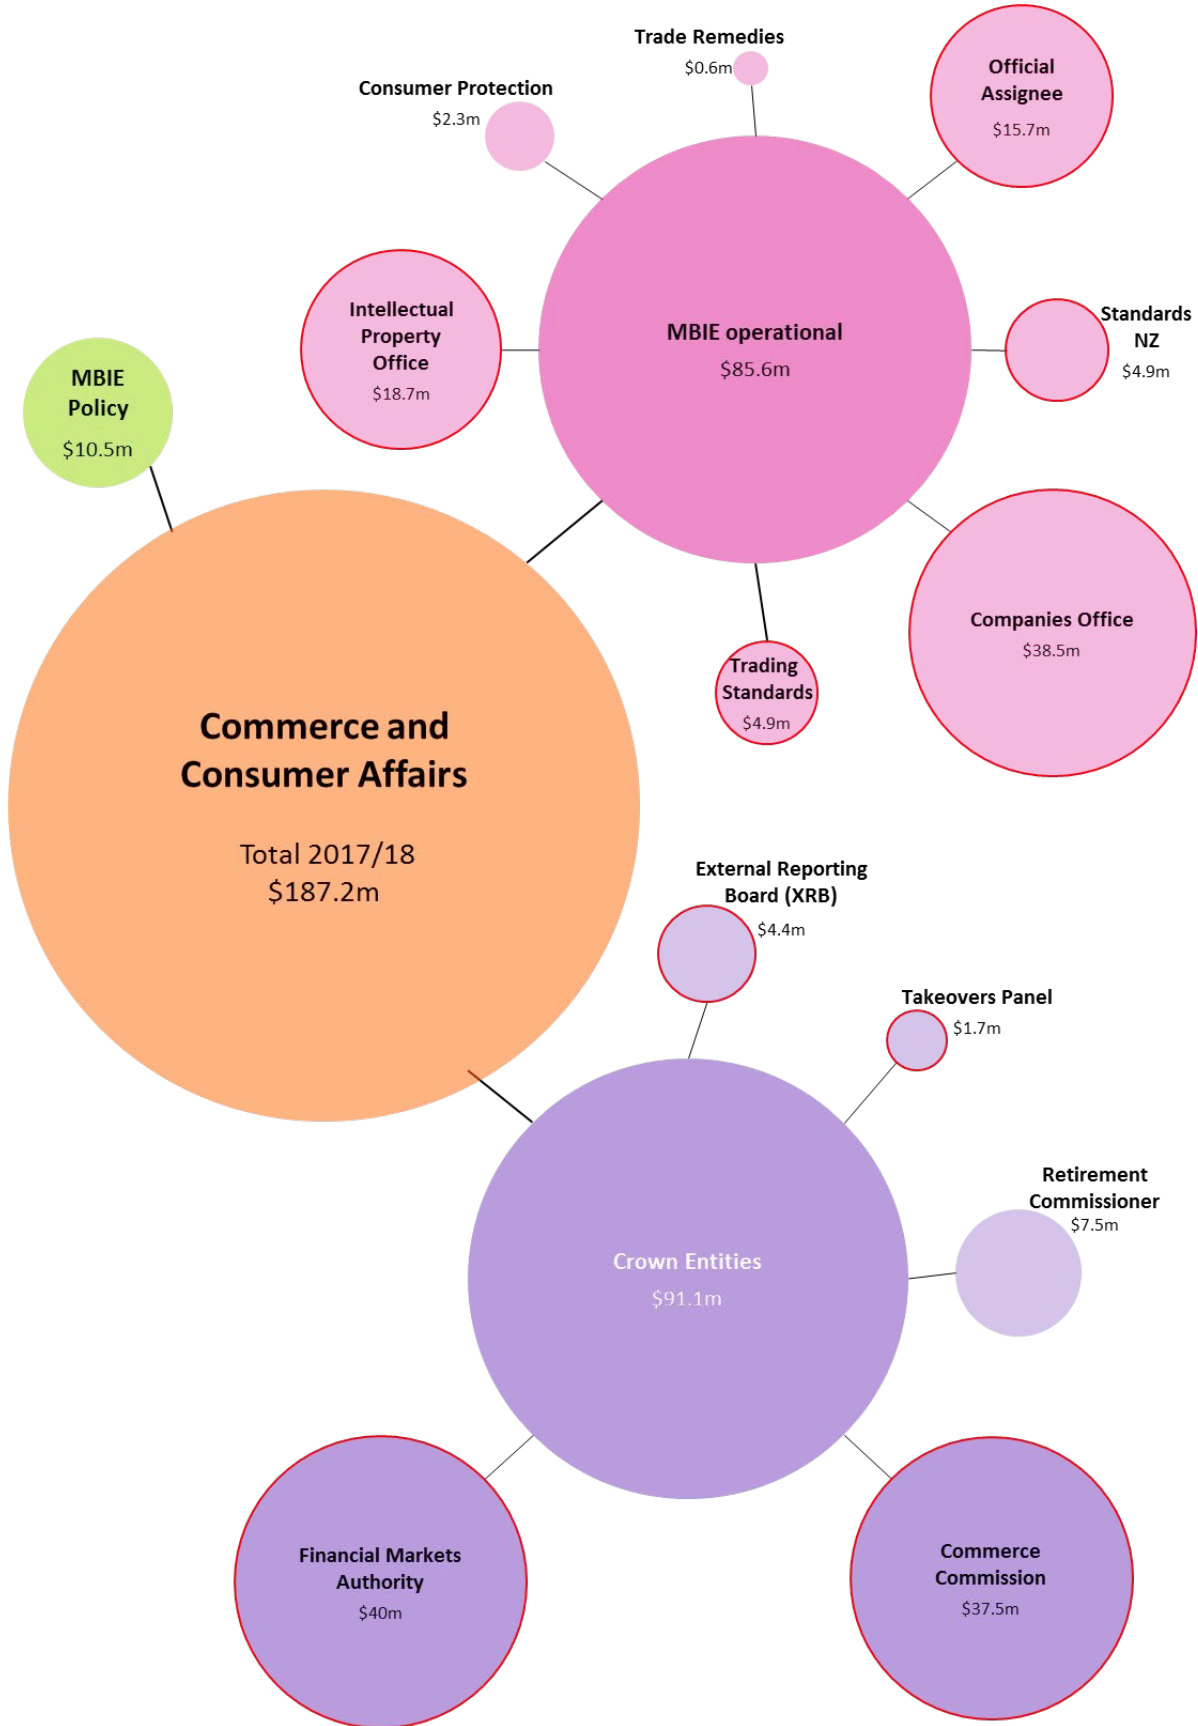 Trade Remedies
$0.6m
Consumer Protection
$2.3m
Official
Assignee
$15.7m
Intellectual
Property
Office
$18.7m
MBIE operational
$85.6m
Standards
NZ
$4.9m
MBIE
Policy
$10.5m
Companies Office
$38.5m
Trading
Standards
$4.9m
Commerce and
Consumer Affairs
Total 2017/18
$187.2m
External Reporting
Board (XRB)
$4.4m
Takeovers Panel
$1.7m
Retirement
Commissioner
$7.5m
Crown Entities
$91.1m
Financial Markets
Authority
$40m
Commerce
Commission
$37.5m